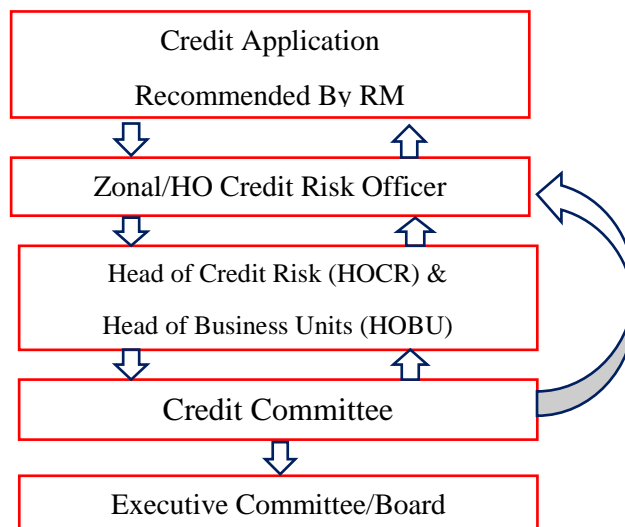 Credit Application
Recommended By RM
Zonal/HO Credit Risk Officer
Head of Credit Risk (HOCR) &
Head of Business Units (HOBU)
Credit Committee
Executive Committee/Board